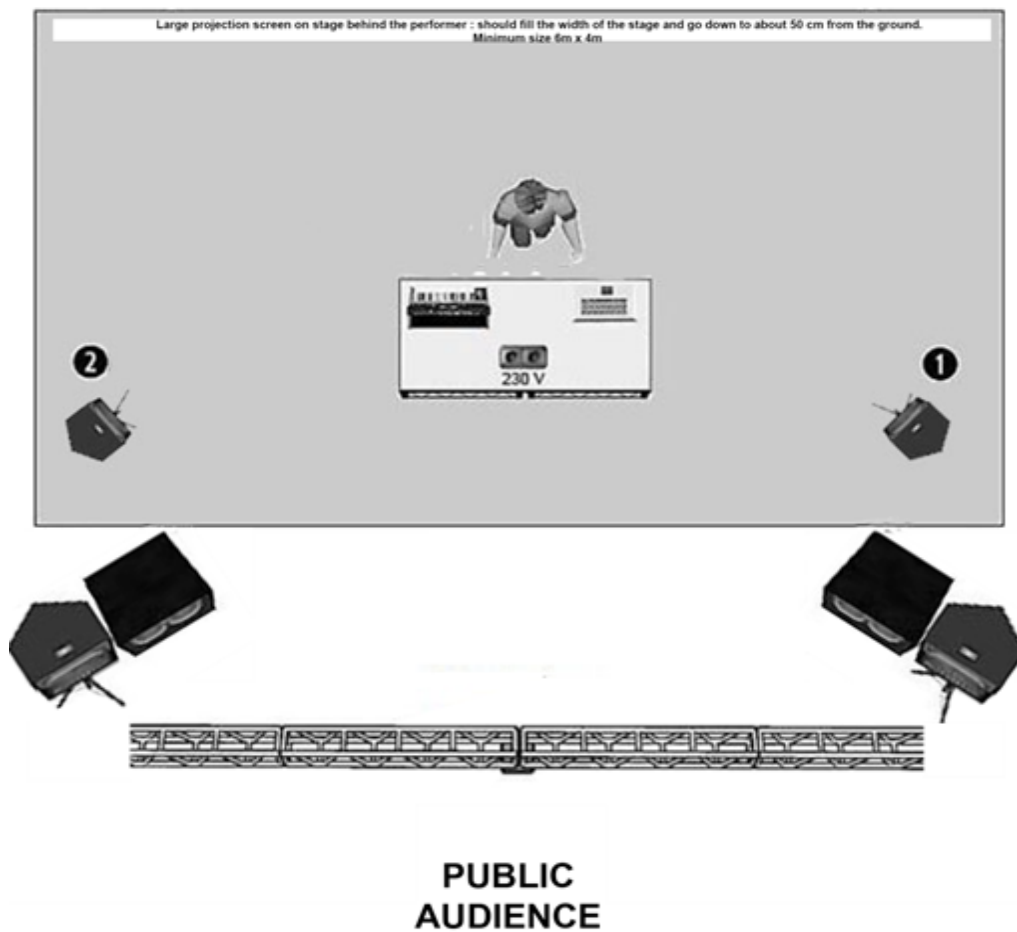 Large projection screen on stage behind the performer : should fill the width of the stage and go down to about 50 cm from the ground.
Minimum size 6m x 4m
230 V
2
1
PUBLIC
AUDIENCE